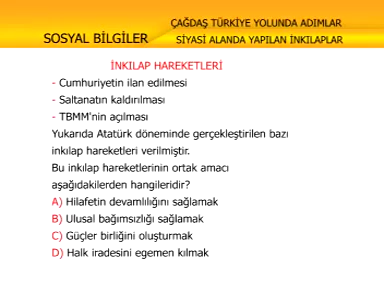 ÇAĞDAŞ TÜRKİYE YOLUNDA ADIMLAR
SOSYAL BİLGİLER
SİYASİ ALANDA YAPILAN İNKILAPLAR
İNKILAP HAREKETLERİ
- Cumhuriyetin ilan edilmesi
- Saltanatın kaldırılması
- TBMM'nin açılması
Yukarıda Atatürk döneminde gerçekleştirilen bazı
inkılap hareketleri verilmiştir.
Bu inkılap hareketlerinin ortak amacı
aşağıdakilerden hangileridir?
A) Hilafetin devamlılığını sağlamak
B) Ulusal bağımsızlığı sağlamak
C) Güçler birliğini oluşturmak
D) Halk iradesini egemen kılmak